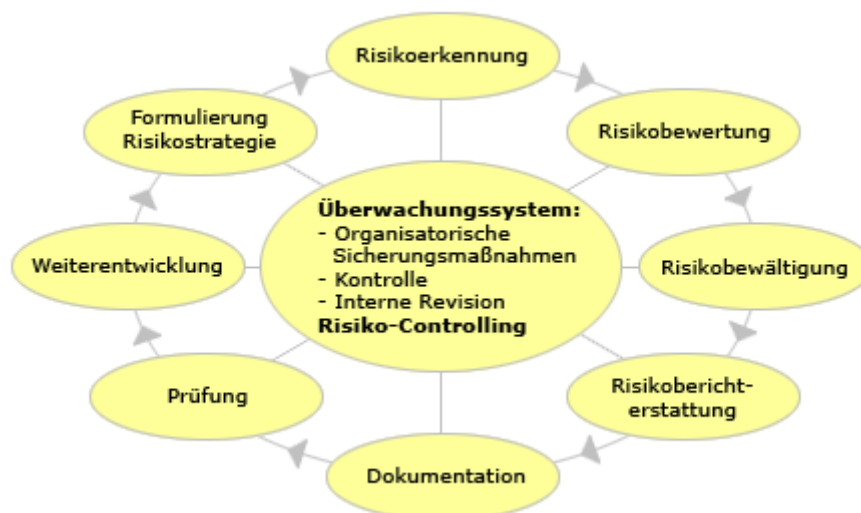 Risikoerkennung
Formulierung
Risikostrategie
Risikobewertung
Überwachungssystem:
- Organisatorische
Sicherungsmaßnahmen
- Kontrolle
- Interne Revision
Risiko-Controlling
Weiterentwicklung
Risikobewältigung
Prüfung
Risikobericht-
erstattung
Dokumentation